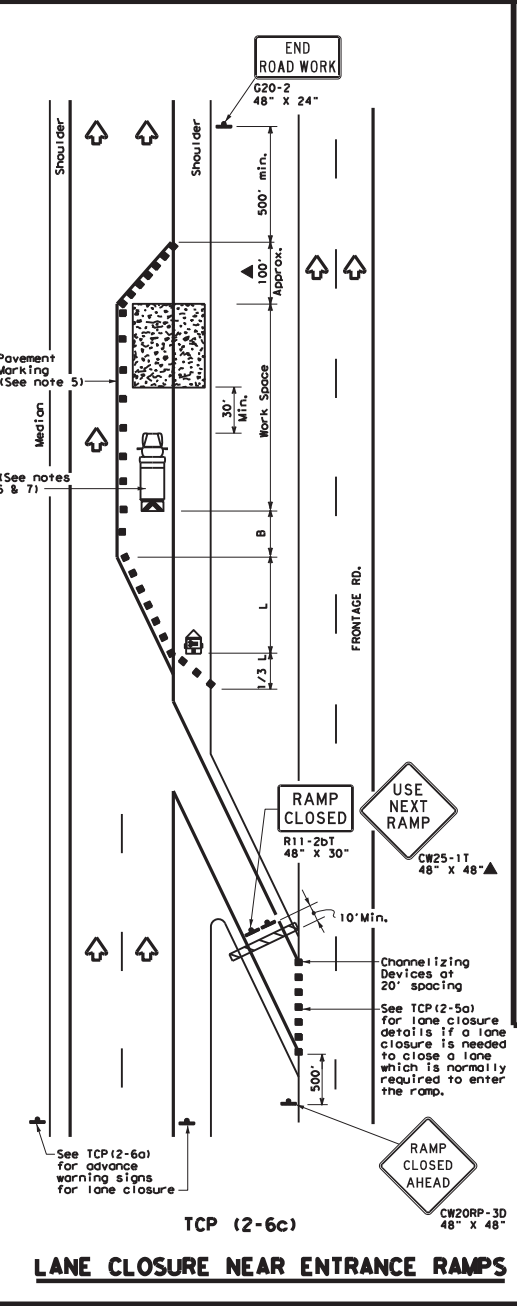 END
ROAD WORK
G20-2
48" X 24"
Shoulder
Shoulder
500' min.
▲ 100'
Approx.
Pavement
Marking
(See note 5)
Median
30'
Min.
Work Space
(See notes
6 & 7)
B
L
1/3 L
FRONTAGE RD.
RAMP
CLOSED
R11-2bT
48" X 30"
USE
NEXT
RAMP
CW25-1T
48" X 48"▲
10' Min.
Channelizing
Devices at
20' spacing
See TCP(2-5a)
for lane closure
details if a lane
closure is needed
to close a lane
which is normally
required to enter
the ramp.
500'
See TCP(2-6a)
for advance
warning signs
for lane closure
RAMP
CLOSED
AHEAD
CW20RP-3D
48" X 48"
TCP (2-6c)
LANE CLOSURE NEAR ENTRANCE RAMPS